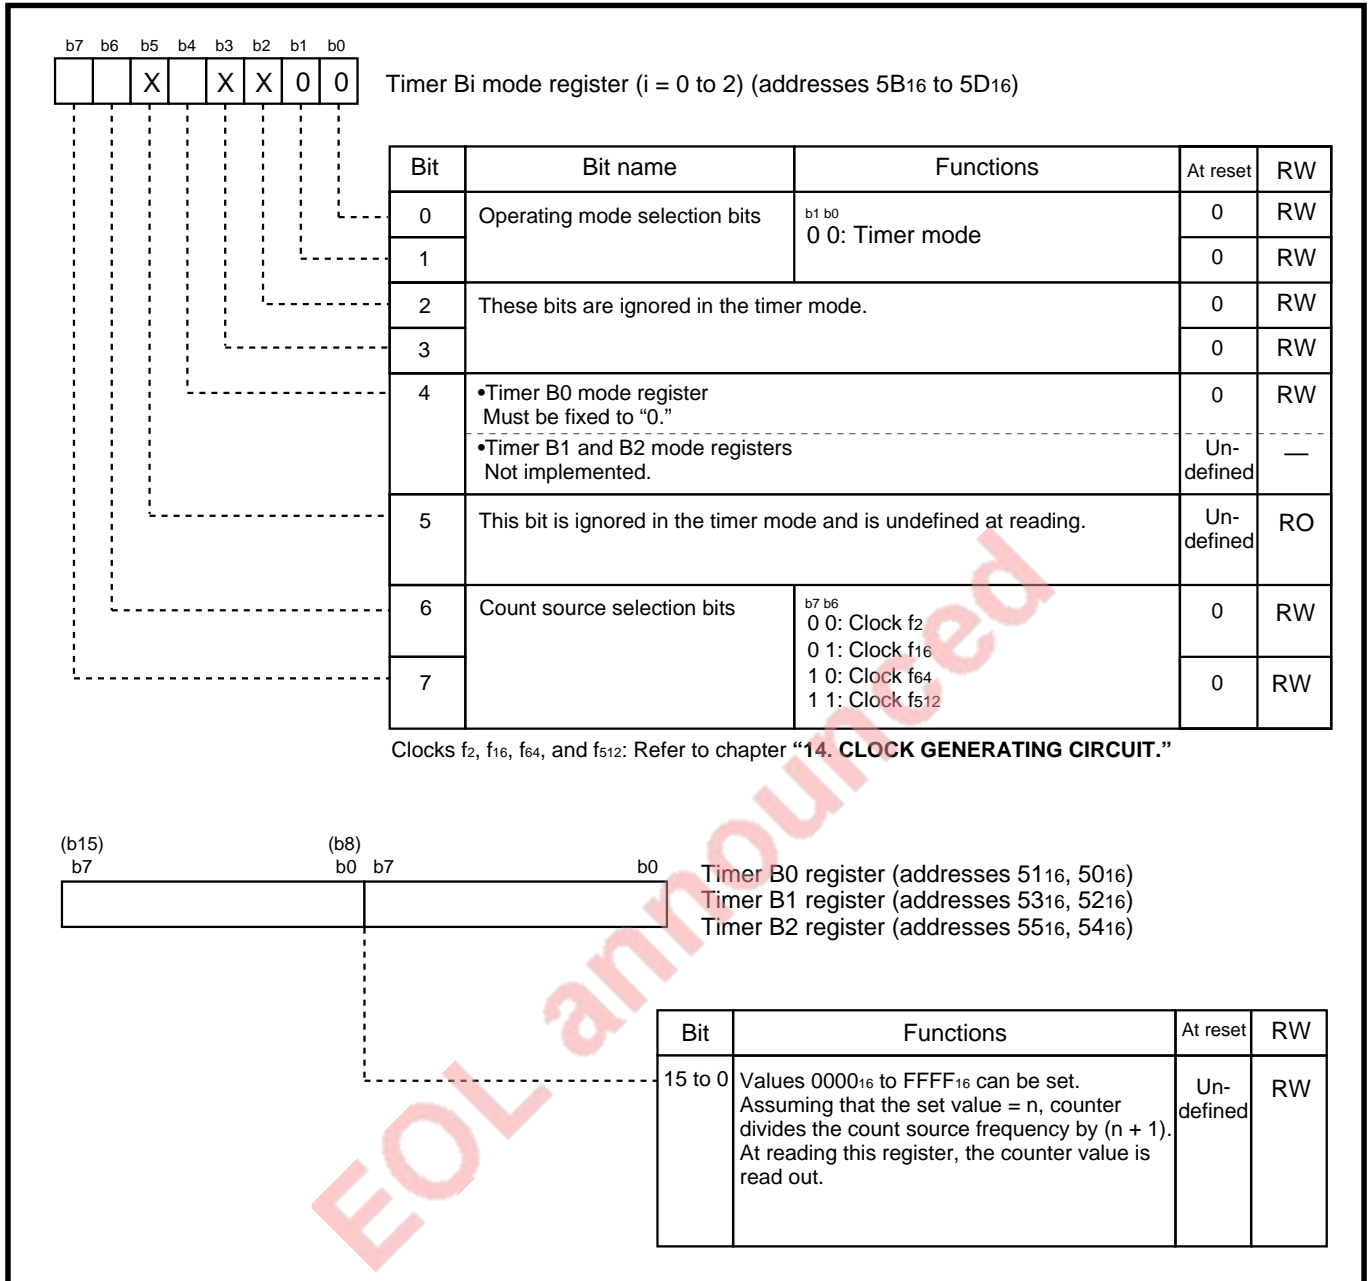 b7 b6 b5 b4 b3 b2 b1 b0
X X X 0 0
Timer Bi mode register (i = 0 to 2) (addresses 5B16 to 5D16)
Bit Bit name Functions At reset RW
0 Operating mode selection bits b1 b0 0 RW
0 0: Timer mode
1 0 RW
2 These bits are ignored in the timer mode. 0 RW
3 0 RW
4 •Timer B0 mode register 0 RW
Must be fixed to “0.”
•Timer B1 and B2 mode registers Un- —
Not implemented. defined
5 This bit is ignored in the timer mode and is undefined at reading. Un- RO
defined
6 Count source selection bits b7 b6 0 RW
0 0: Clock f2
0 1: Clock f16
7 1 0: Clock f64 0 RW
1 1: Clock f512
Clocks f2, f16, f64, and f512: Refer to chapter “14. CLOCK GENERATING CIRCUIT.”
(b15) (b8)
b7 b0 b7 b0
Timer B0 register (addresses 5116, 5016)
Timer B1 register (addresses 5316, 5216)
Timer B2 register (addresses 5516, 5416)
Bit Functions At reset RW
15 to 0 Values 000016 to FFFF16 can be set. Un- RW
Assuming that the set value = n, counter defined
divides the count source frequency by (n + 1).
At reading this register, the counter value is
read out.
EOL announced